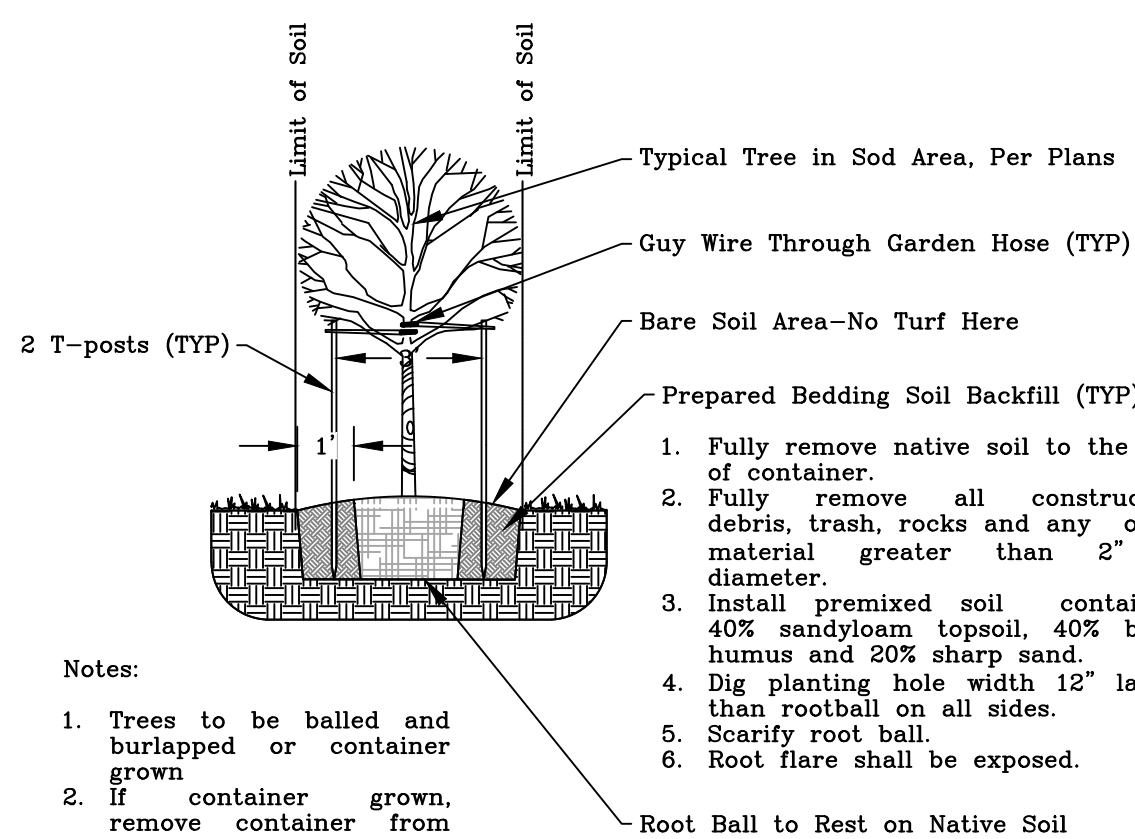 Limit of Soil
Limit of Soil
Typical Tree in Sod Area, Per Plans
Guy Wire Through Garden Hose (TYP)
Bare Soil Area-No Turf Here
2 T-posts (TYP)
Prepared Bedding Soil Backfill (TYP)
3'
1'
1. Fully remove native soil to the
of container.
2. Fully remove all
debris, trash, rocks and any
material greater than 2"
diameter.
3. Install premixed soil
40% sandyloam topsoil, 40%
humus and 20% sharp sand.
4. Dig planting hole width 12"
than rootball on all sides.
5. Scarify root ball.
6. Root flare shall be exposed.
Notes:
1. Trees to be balled and
burlapped or container
grown
2. If container grown,
remove container from
Root Ball to Rest on Native Soil